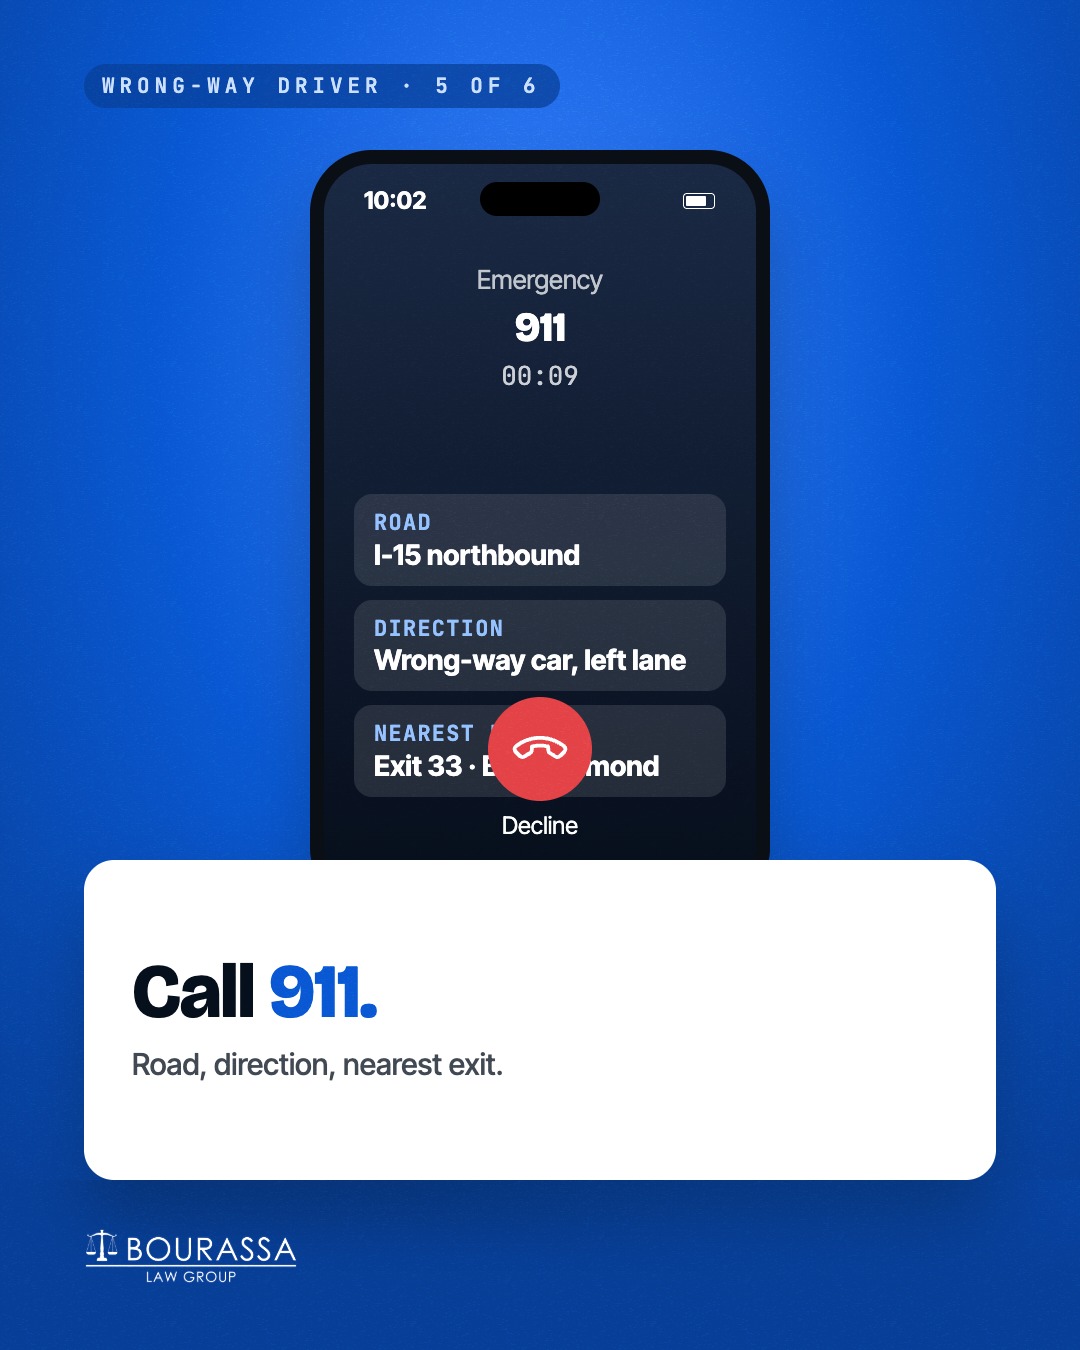 WRONG-WAY DRIVER · 5 OF 6
10:02
Emergency
911
00:09
ROAD
I-15 northbound
DIRECTION
Wrong-way car, left lane
NEAREST
Exit 33 ·
Decline
Call 911.
Road, direction, nearest exit.
BOURASSA
LAW GROUP